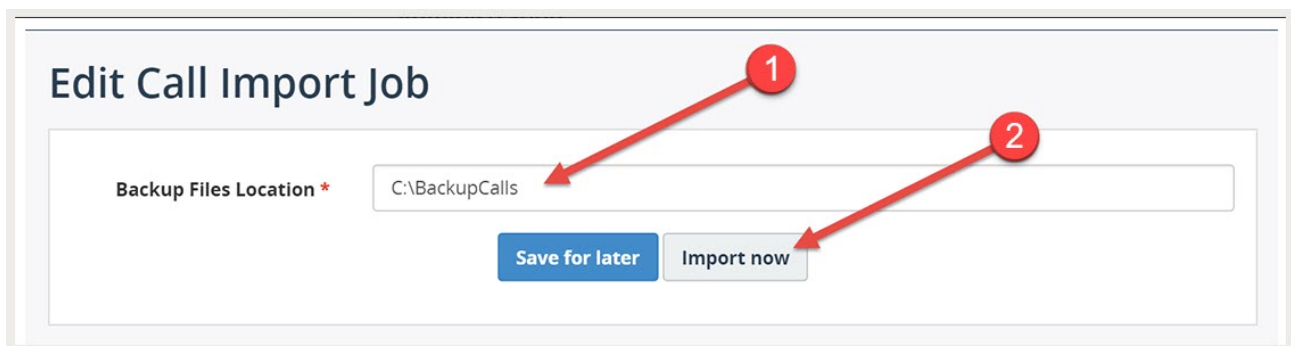 Edit Call Import Job
1
2
Backup Files Location *
C:\BackupCalls
Save for later
Import now